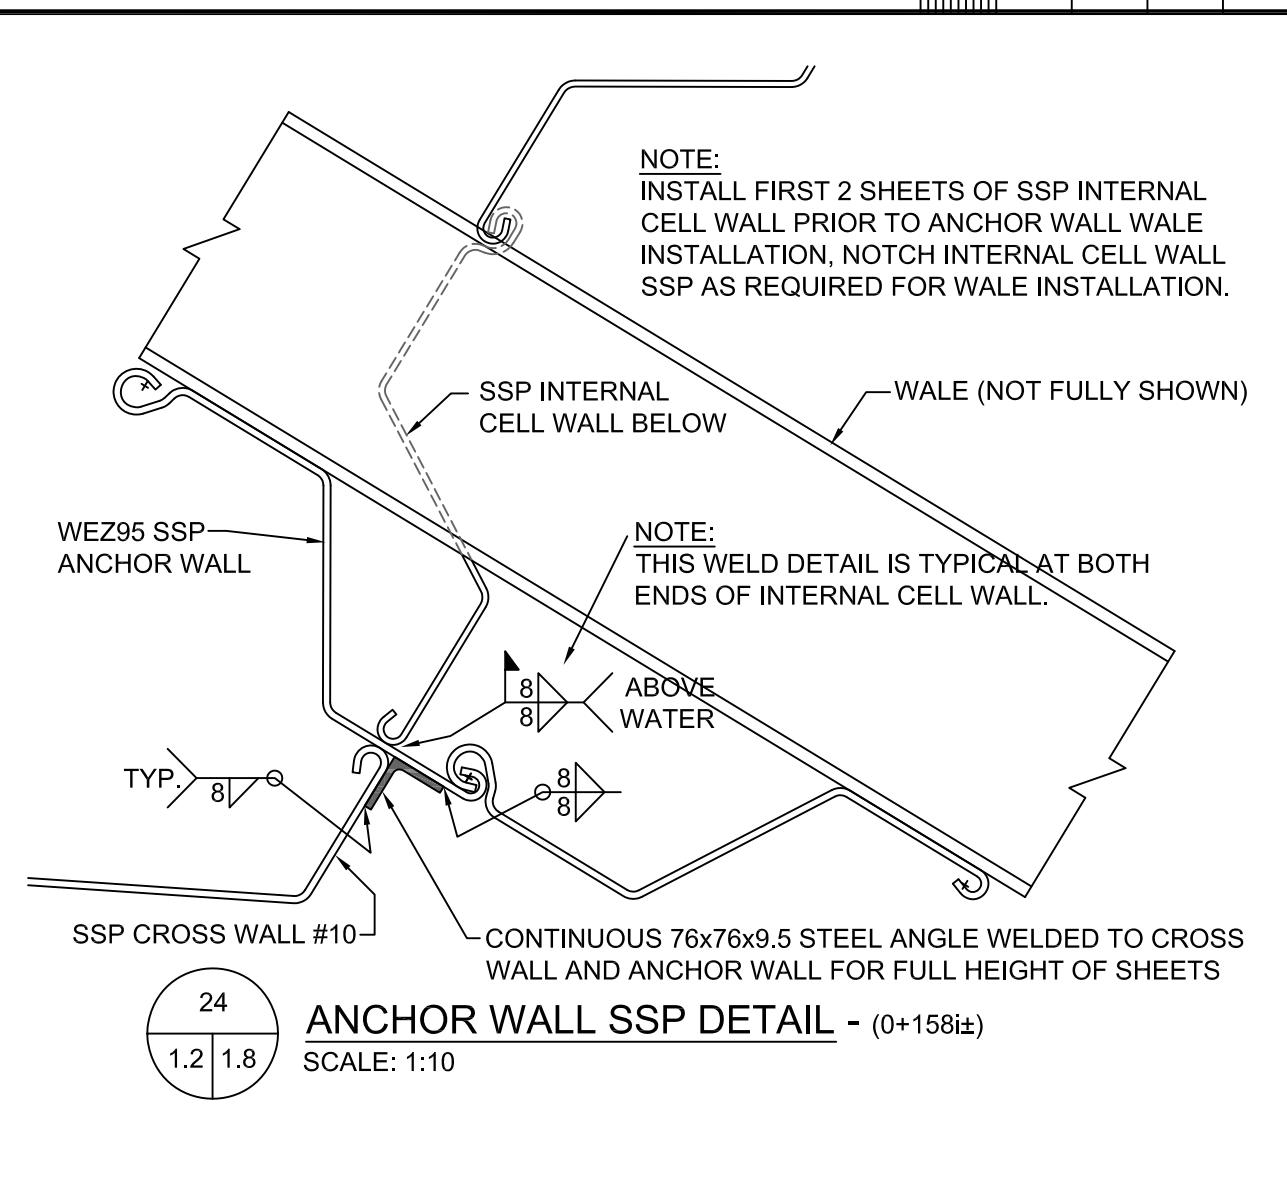 NOTE:
INSTALL FIRST 2 SHEETS OF SSP INTERNAL
CELL WALL PRIOR TO ANCHOR WALL WALE
INSTALLATION, NOTCH INTERNAL CELL WALL
SSP AS REQUIRED FOR WALE INSTALLATION.
SSP INTERNAL
CELL WALL BELOW
WALE (NOT FULLY SHOWN)
WEZ95 SSP
ANCHOR WALL
NOTE:
THIS WELD DETAIL IS TYPICAL AT BOTH
ENDS OF INTERNAL CELL WALL.
8
8
ABOVE
WATER
TYP.
8
8
8
SSP CROSS WALL #10
CONTINUOUS 76x76x9.5 STEEL ANGLE WELDED TO CROSS
WALL AND ANCHOR WALL FOR FULL HEIGHT OF SHEETS
24
1.2 1.8
ANCHOR WALL SSP DETAIL - (0+158i±)
SCALE: 1:10